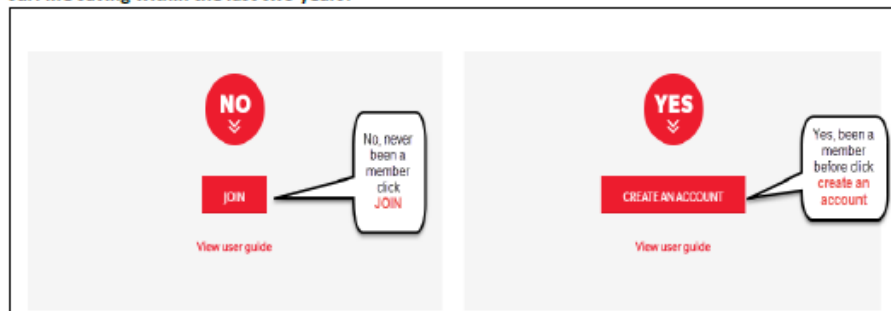 NO
No, never
been a
member
click
JOIN
JOIN
View user guide
YES
Yes, been a
member
before click
create an
account
CREATE AN ACCOUNT
View user guide